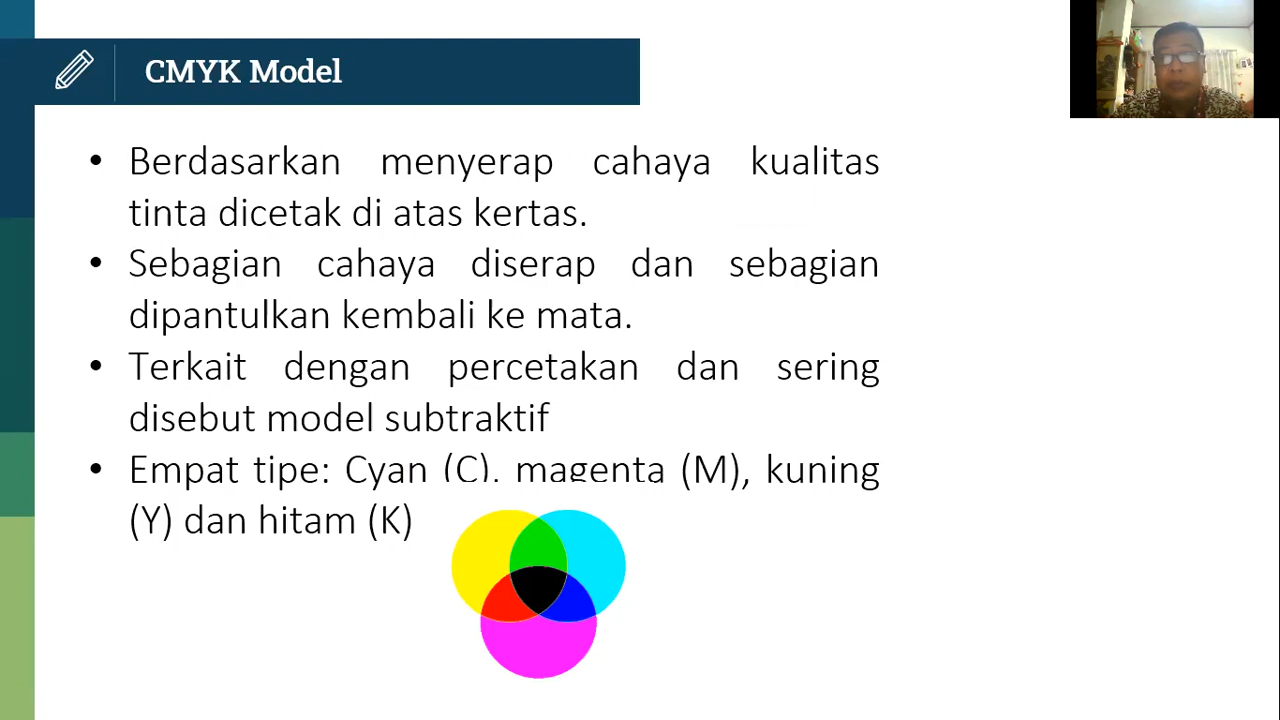 CMYK Model
• Berdasarkan menyerap cahaya kualitas
tinta dicetak di atas kertas.
• Sebagian cahaya diserap dan sebagian
dipantulkan kembali ke mata.
• Terkait dengan percetakan dan sering
disebut model subtraktif
• Empat tipe: Cyan (C), magenta (M), kuning
(Y) dan hitam (K)